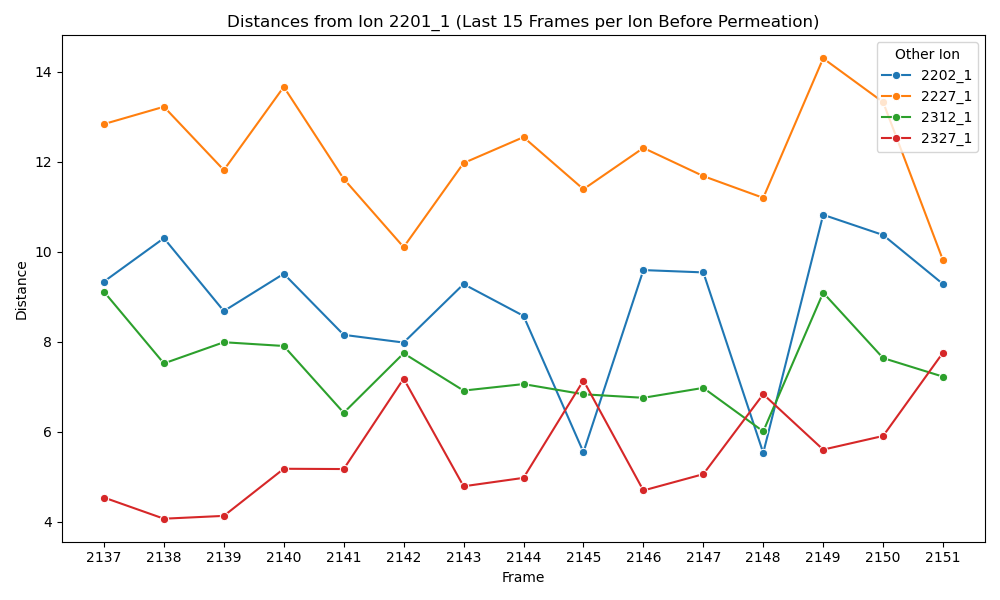 Distances from Ion 2201_1 (Last 15 Frames per Ion Before Permeation)
Other Ion
2202_1
2227_1
2312_1
2327_1
14
12
10
8
6
4
Distance
2137 2138 2139 2140 2141 2142 2143 2144 2145 2146 2147 2148 2149 2150 2151
Frame